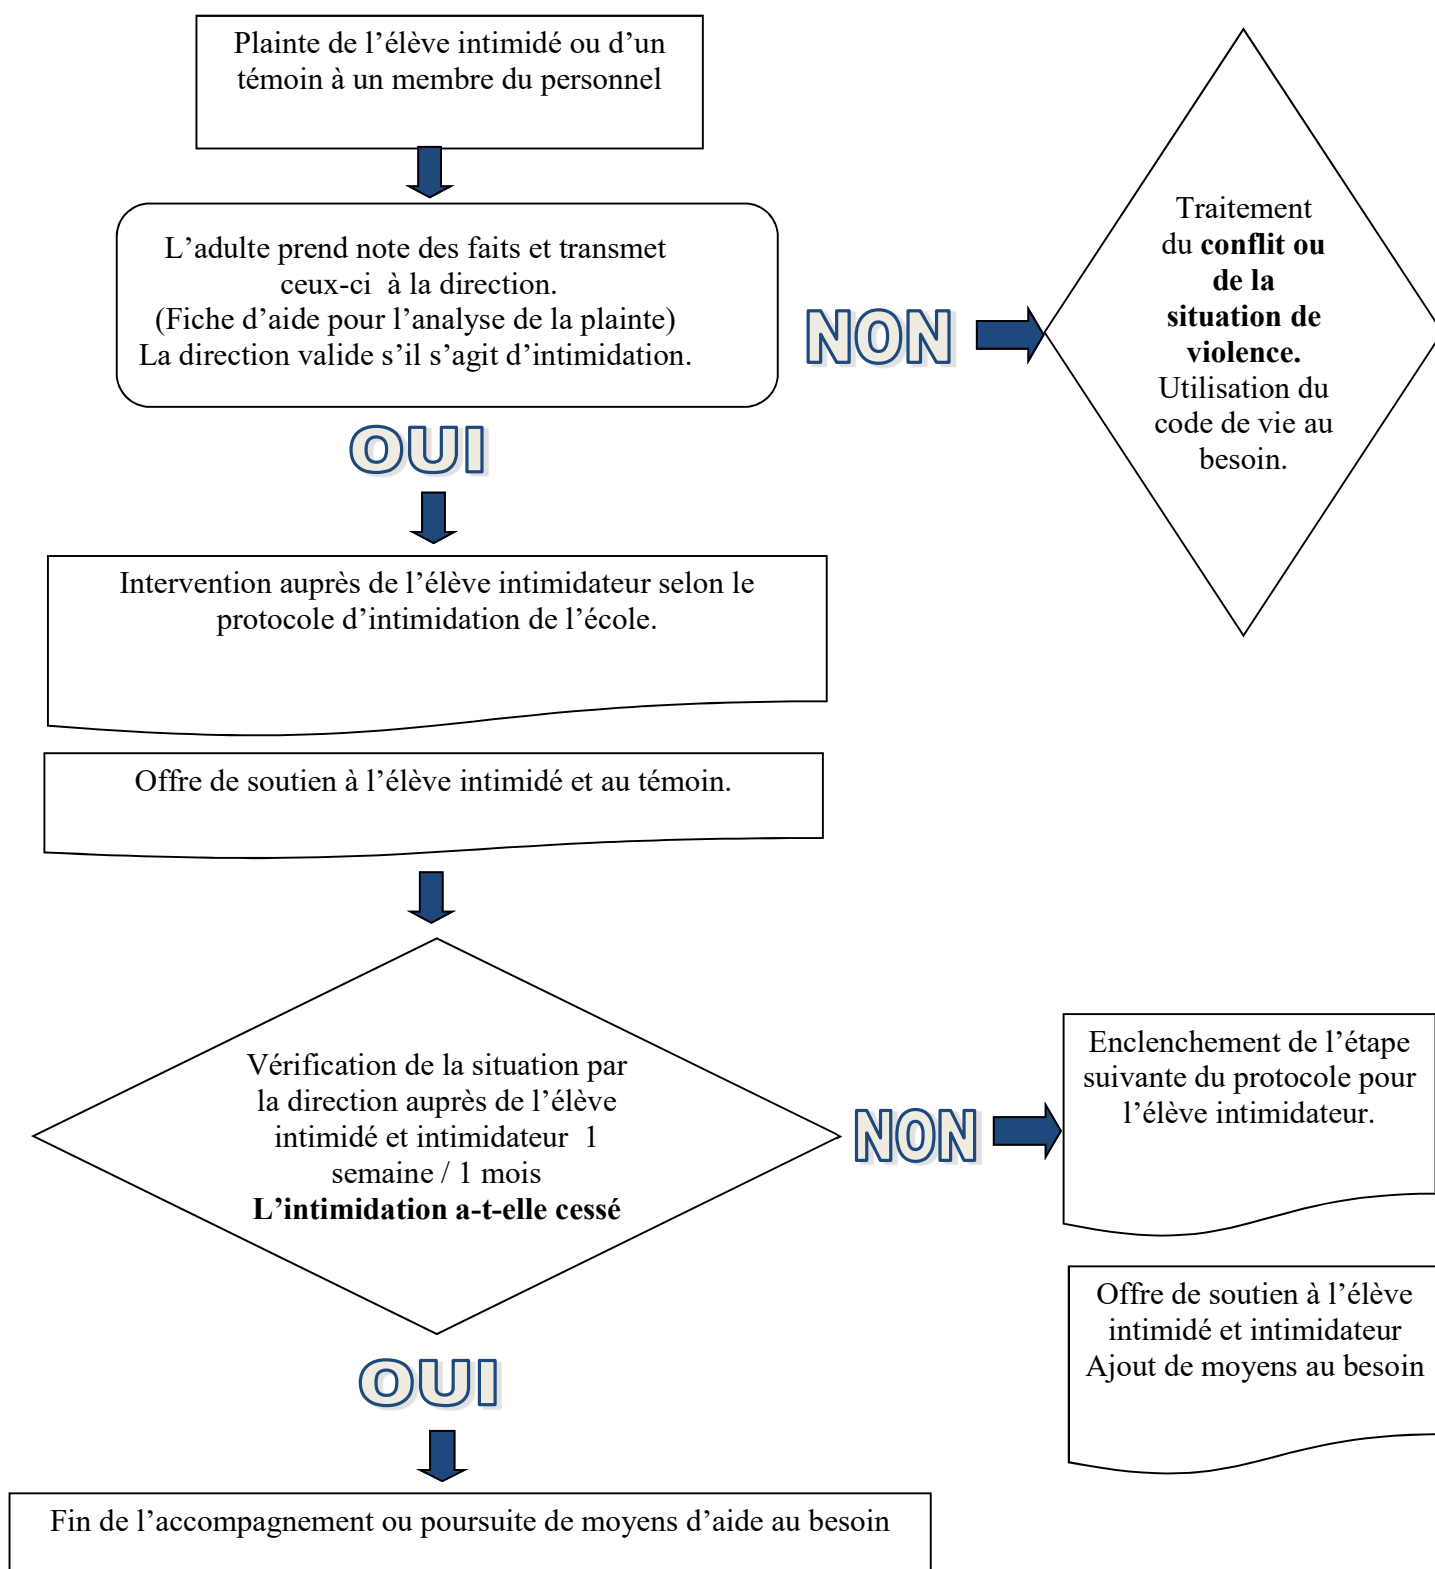 Plainte de l’élève intimidé ou d’un
témoin à un membre du personnel
L’adulte prend note des faits et transmet
ceux-ci  à la direction.
(Fiche d’aide pour l’analyse de la plainte)
La direction valide s’il s’agit d’intimidation.
NON
Traitement
du conflit ou
de la
situation de
violence.
Utilisation du
code de vie au
besoin.
OUI
Intervention auprès de l’élève intimidateur selon le
protocole d’intimidation de l’école.
Offre de soutien à l’élève intimidé et au témoin.
Vérification de la situation par
la direction auprès de l’élève
intimidé et intimidateur  1
semaine / 1 mois
L’intimidation a-t-elle cessé
NON
Enclenchement de l’étape
suivante du protocole pour
l’élève intimidateur.
Offre de soutien à l’élève
intimidé et intimidateur
Ajout de moyens au besoin
OUI
Fin de l’accompagnement ou poursuite de moyens d’aide au besoin